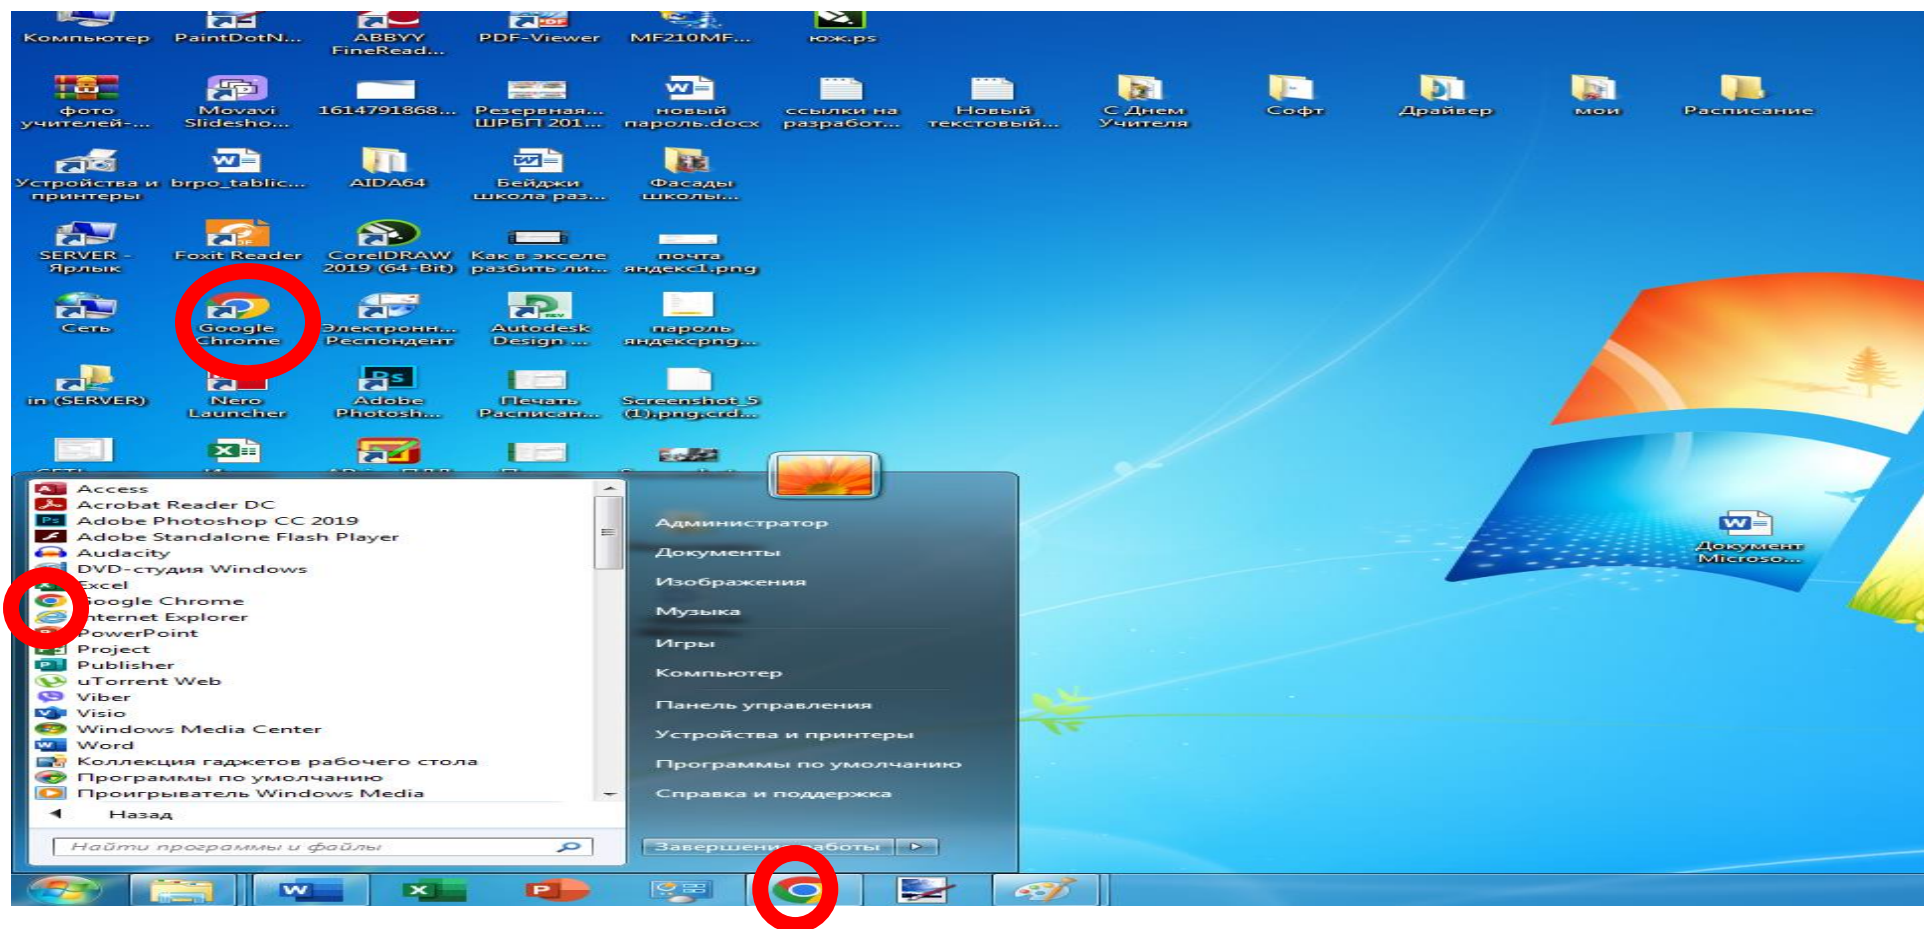 Компьютер
PaintDotN...
ABBYY
FineRead...
PDF-Viewer
MF210MF...
юж.ps
фото
учителей-...
Movavi
Slidesho...
1614791868...
Резервная...
ШРБП 201...
новый
пароль.docx
ссылки на
разработ...
Новый
текстовый...
С Днем
Учителя
Софт
Драйвер
мои
Расписание
Устройства и
принтеры
brpo_tablic...
AIDA64
Бейджи
школа раз...
Фасады
школы...
SERVER -
Ярлык
Foxit Reader
CorelDRAW
2019 (64-Bit)
Как в экселе
разбить ли...
почта
яндекс1.png
Сеть
Google
Chrome
Электронн...
Респондент
Autodesk
Design ...
пароль
яндексpng...
in (SERVER)
Nero
Launcher
Adobe
Photosh...
Печать
Расписан...
Screenshot_5
(1).png.crd...
Документ
Microso...
Access
Acrobat Reader DC
Adobe Photoshop CC 2019
Adobe Standalone Flash Player
Audacity
DVD-студия Windows
Excel
Google Chrome
Internet Explorer
PowerPoint
Project
Publisher
uTorrent Web
Viber
Visio
Windows Media Center
Word
Коллекция гаджетов рабочего стола
Программы по умолчанию
Проигрыватель Windows Media
Назад
Найти программы и файлы
Администратор
Документы
Изображения
Музыка
Игры
Компьютер
Панель управления
Устройства и принтеры
Программы по умолчанию
Справка и поддержка
Завершение работы